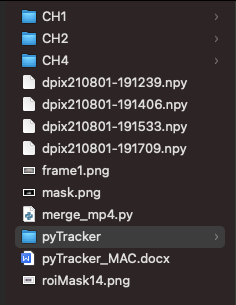 CH1
CH2
CH4
dpix210801-191239.npy
dpix210801-191406.npy
dpix210801-191533.npy
dpix210801-191709.npy
frame1.png
mask.png
merge_mp4.py
pyTracker
pyTracker_MAC.docx
roiMask14.png